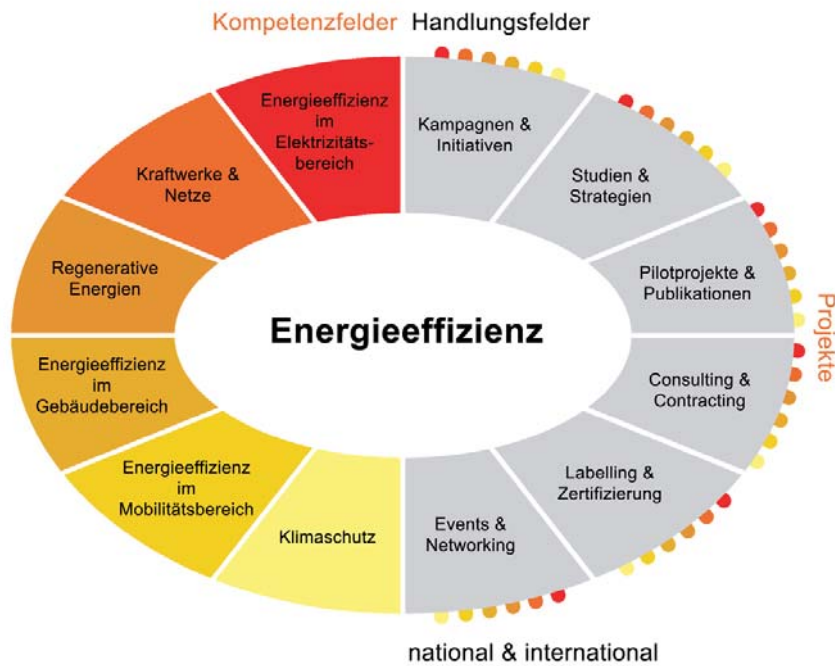 Kompetenzfelder Handlungsfelder
Energieeffizienz
im
Elektrizitäts-
bereich
Kampagnen &
Initiativen
Kraftwerke &
Netze
Studien &
Strategien
Regenerative
Energien
Pilotprojekte &
Publikationen
Projekte
Energieeffizienz
Energieeffizienz
im
Gebäudebereich
Consulting &
Contracting
Energieeffizienz
im
Mobilitätsbereich
Labelling &
Zertifizierung
Klimaschutz
Events &
Networking
national & international